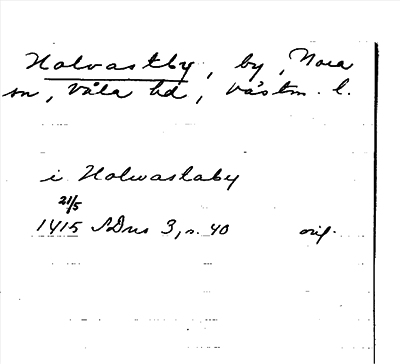 Holvastby, by, Nora
sn, Våla hd, Västm. l.
i Holwastaby
21/5
1415 SDns 3, s. 40 orig.